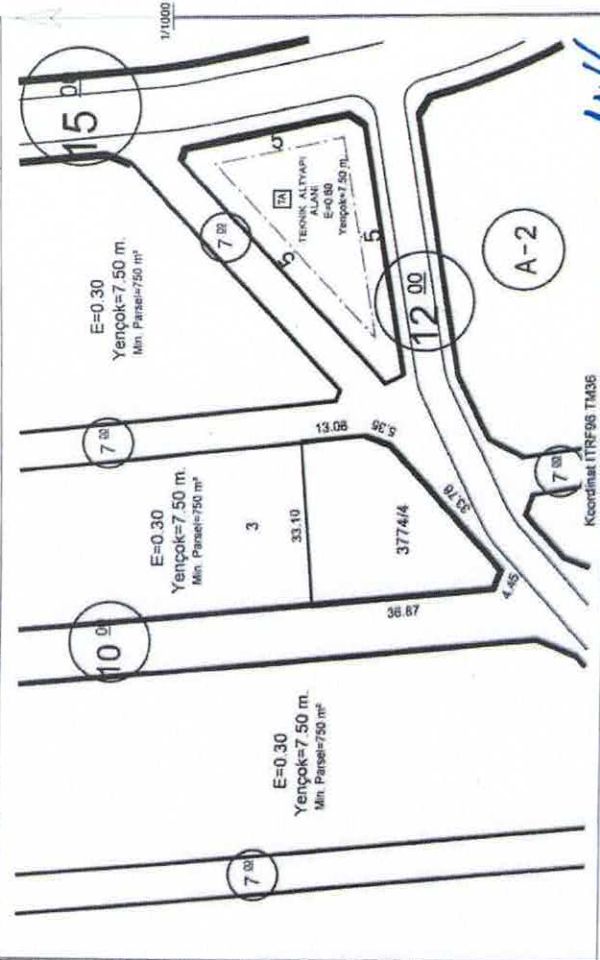 1/1000
15 00
E=0.30
Yençok=7.50 m.
Min. Parsel=750 m²
7 00
5
TA
TEKNİK ALTYAPI
ALANI
E=0.60
Yençok=7.50 m.
5
5
12 00
A-2
7 00
13.06
5.35
E=0.30
Yençok=7.50 m.
Min. Parsel=750 m²
3
33.10
3774/4
33.76
7 00
Koordinat ITRF96 TM36
10 00
36.87
4.45
E=0.30
Yençok=7.50 m.
Min. Parsel=750 m²
7 00